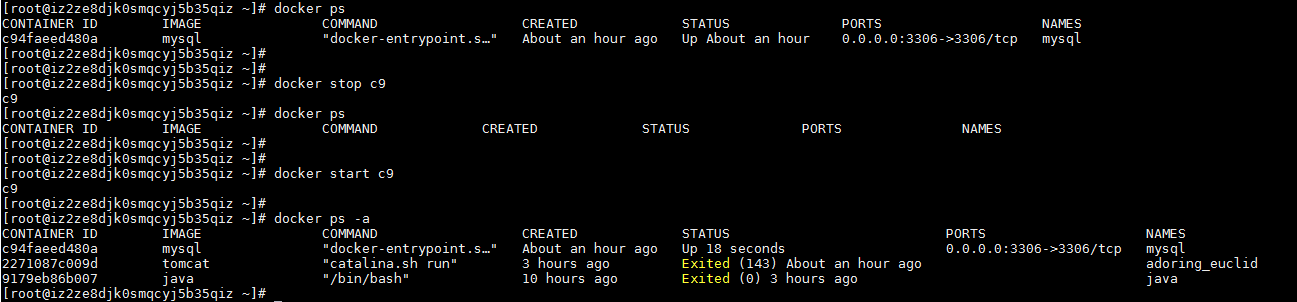 [root@iz2ze8djk0smqcyj5b35qiz ~]# docker ps
CONTAINER ID        IMAGE               COMMAND                  CREATED             STATUS              PORTS                    NAMES
c94faeed480a        mysql               "docker-entrypoint.s…"   About an hour ago   Up About an hour    0.0.0.0:3306->3306/tcp   mysql
[root@iz2ze8djk0smqcyj5b35qiz ~]#
[root@iz2ze8djk0smqcyj5b35qiz ~]#
[root@iz2ze8djk0smqcyj5b35qiz ~]# docker stop c9
c9
[root@iz2ze8djk0smqcyj5b35qiz ~]# docker ps
CONTAINER ID        IMAGE               COMMAND             CREATED             STATUS              PORTS               NAMES
[root@iz2ze8djk0smqcyj5b35qiz ~]#
[root@iz2ze8djk0smqcyj5b35qiz ~]#
[root@iz2ze8djk0smqcyj5b35qiz ~]# docker start c9
c9
[root@iz2ze8djk0smqcyj5b35qiz ~]#
[root@iz2ze8djk0smqcyj5b35qiz ~]# docker ps -a
CONTAINER ID        IMAGE               COMMAND                  CREATED             STATUS                           PORTS                    NAMES
c94faeed480a        mysql               "docker-entrypoint.s…"   About an hour ago   Up 18 seconds                    0.0.0.0:3306->3306/tcp   mysql
2271087c009d        tomcat              "catalina.sh run"        3 hours ago         Exited (143) About an hour ago                            adoring_euclid
9179eb86b007        java                "/bin/bash"              10 hours ago        Exited (0) 3 hours ago                                    java
[root@iz2ze8djk0smqcyj5b35qiz ~]#